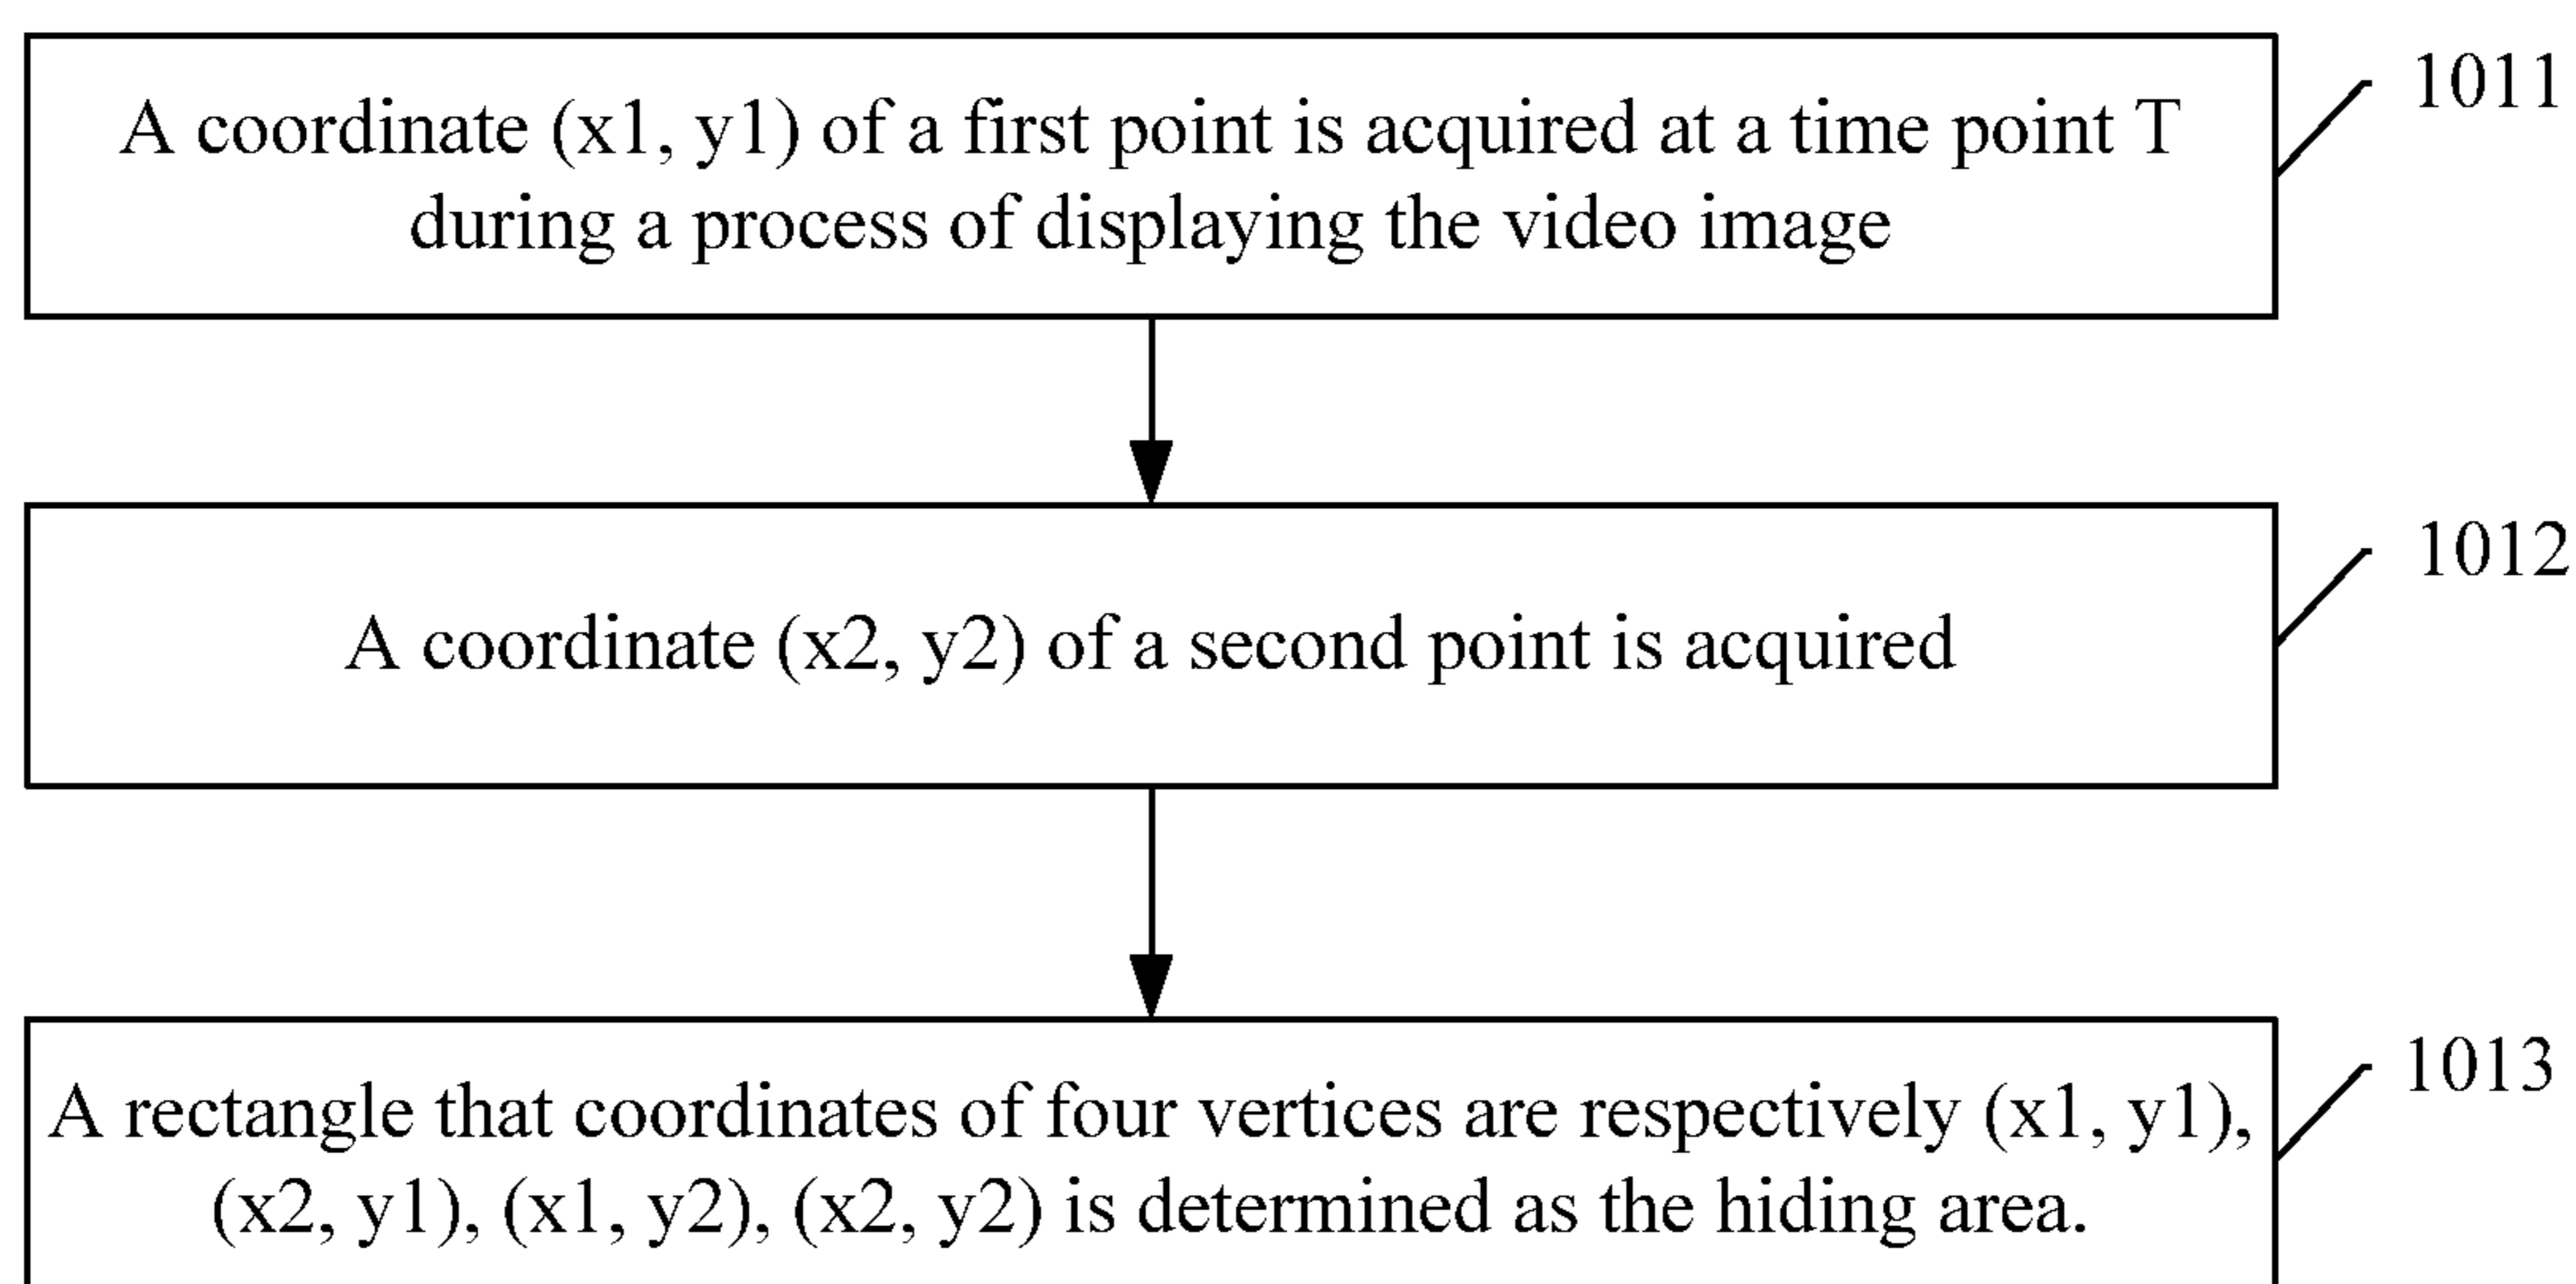 A coordinate (x1, y1) of a first point is acquired at a time point T
during a process of displaying the video image
1011
A coordinate (x2, y2) of a second point is acquired
1012
A rectangle that coordinates of four vertices are respectively (x1, y1),
(x2, y1), (x1, y2), (x2, y2) is determined as the hiding area.
1013